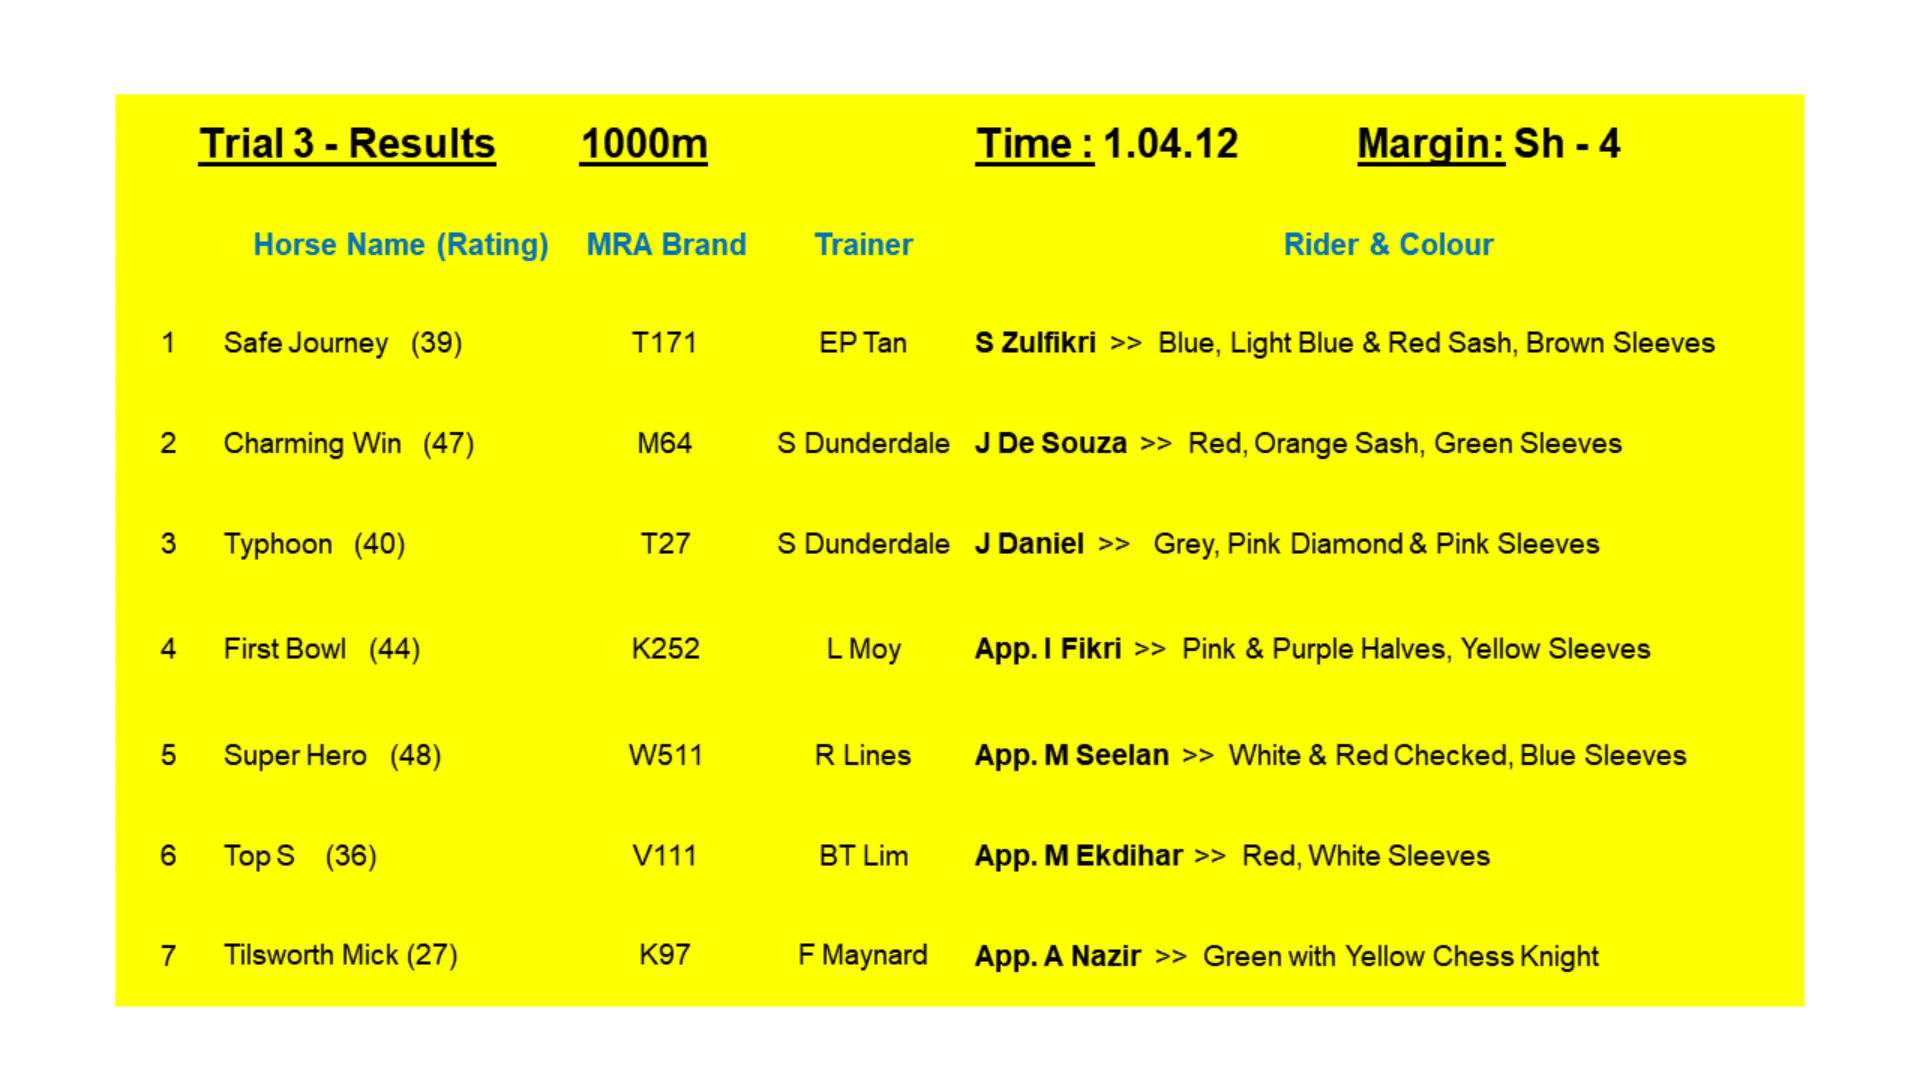 Trial 3 - Results 1000m Time : 1.04.12 Margin: Sh - 4
Horse Name (Rating) MRA Brand Trainer Rider & Colour
1 Safe Journey (39) T171 EP Tan S Zulfikri >> Blue, Light Blue & Red Sash, Brown Sleeves
2 Charming Win (47) M64 S Dunderdale J De Souza >> Red, Orange Sash, Green Sleeves
3 Typhoon (40) T27 S Dunderdale J Daniel >> Grey, Pink Diamond & Pink Sleeves
4 First Bowl (44) K252 L Moy App. I Fikri >> Pink & Purple Halves, Yellow Sleeves
5 Super Hero (48) W511 R Lines App. M Seelan >> White & Red Checked, Blue Sleeves
6 Top S (36) V111 BT Lim App. M Ekdihar >> Red, White Sleeves
7 Tilsworth Mick (27) K97 F Maynard App. A Nazir >> Green with Yellow Chess Knight